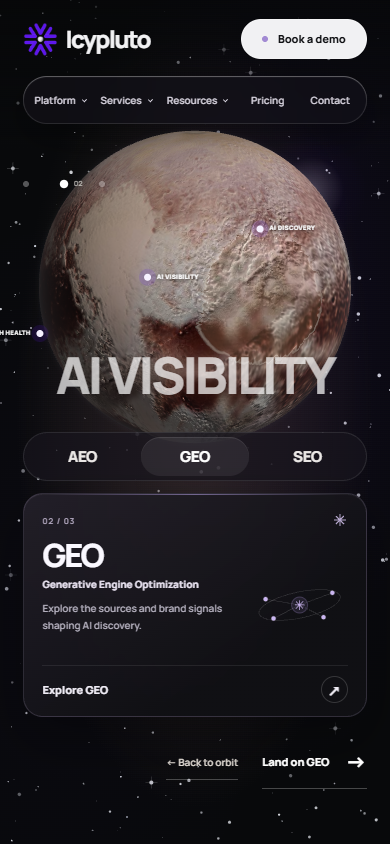 Icypluto
Book a demo
Platform Services Resources Pricing Contact
02
AI DISCOVERY
AI VISIBILITY
H HEALTH
AI VISIBILITY
AEO GEO SEO
02 / 03
GEO
Generative Engine Optimization
Explore the sources and brand signals
shaping AI discovery.
Explore GEO
← Back to orbit Land on GEO →